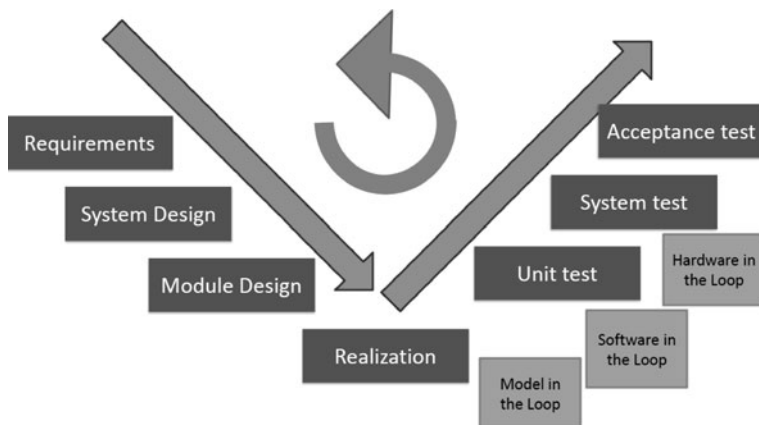 Requirements
System Design
Module Design
Realization
Acceptance test
System test
Unit test
Hardware in
the Loop
Software in
the Loop
Model in
the Loop